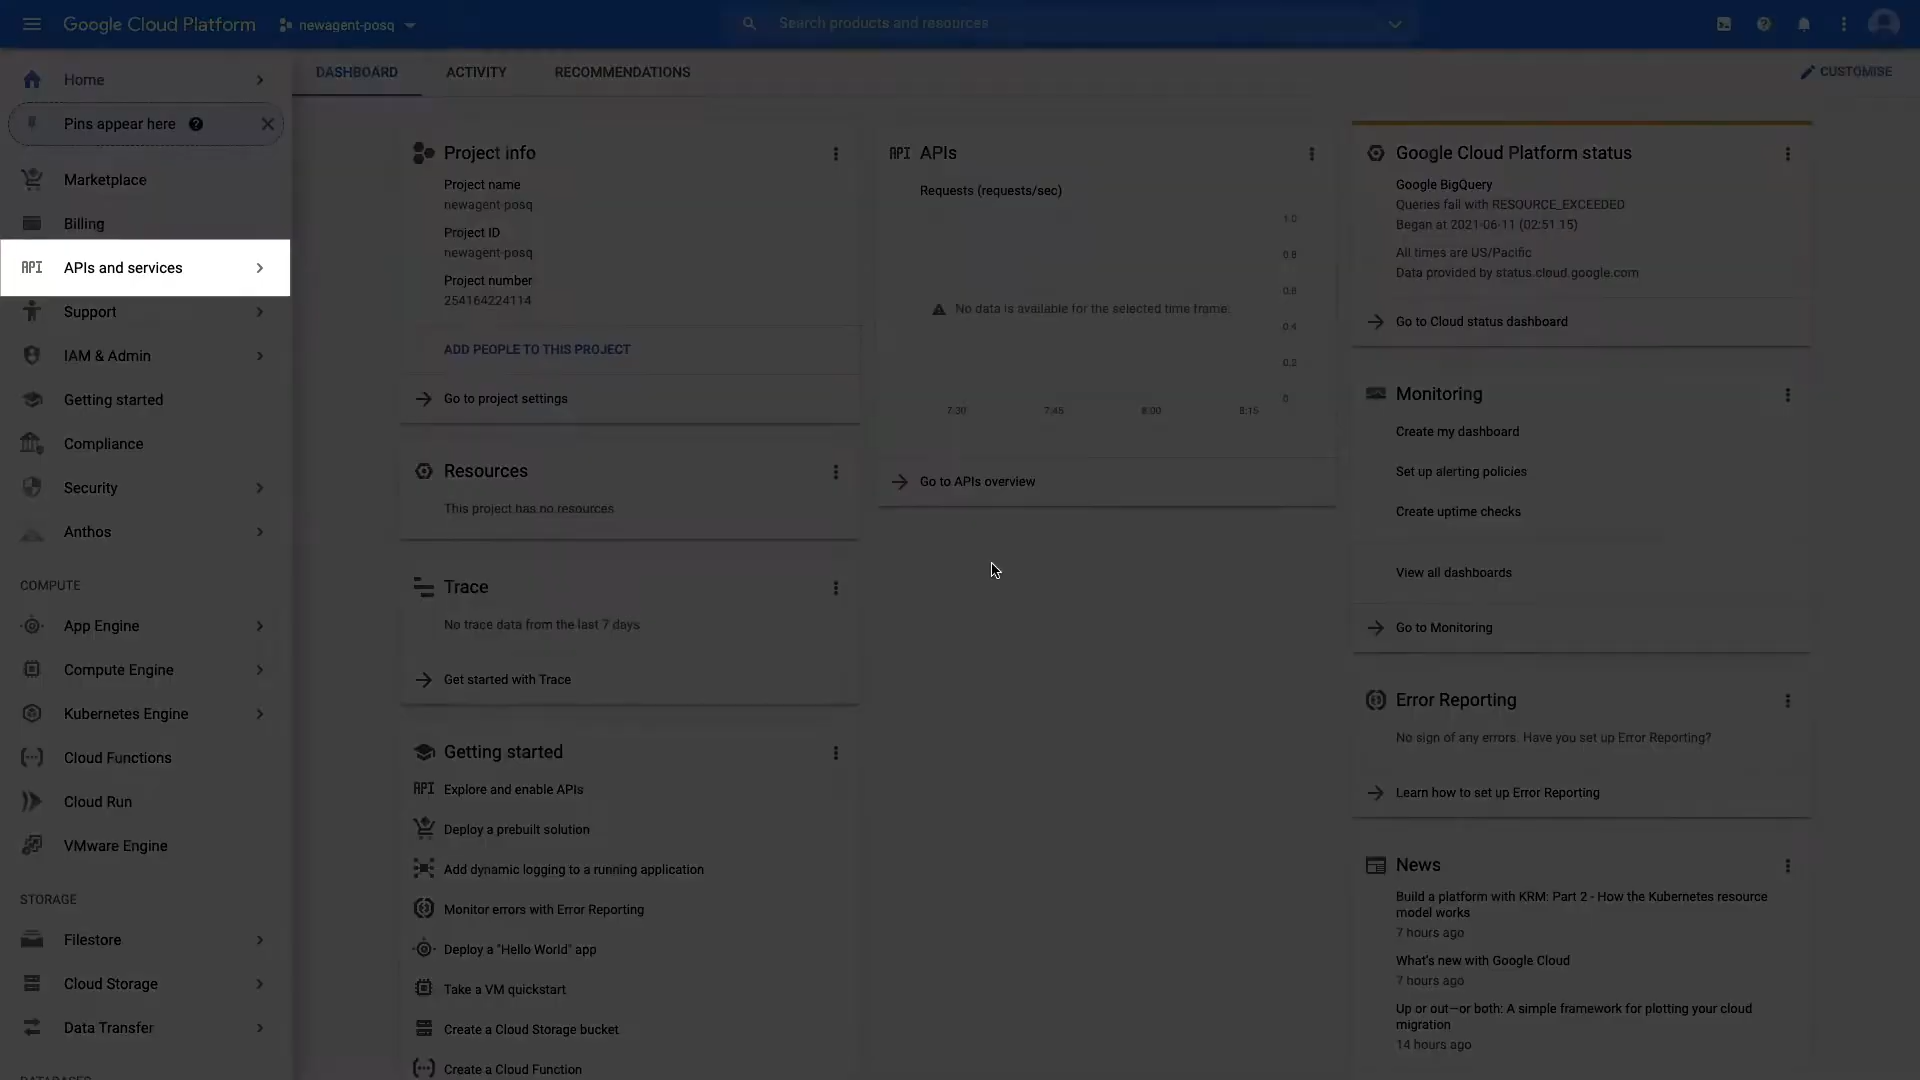 Google Cloud Platform
newagent-posq
Search products and resources
Home
Pins appear here
Marketplace
Billing
API APIs and services
Support
IAM & Admin
Getting started
Compliance
Security
Anthos
COMPUTE
App Engine
Compute Engine
Kubernetes Engine
Cloud Functions
Cloud Run
VMware Engine
STORAGE
Filestore
Cloud Storage
Data Transfer
DASHBOARD
ACTIVITY
RECOMMENDATIONS
CUSTOMISE
Project info
Project name
newagent-posq
Project ID
newagent-posq
Project number
254164224114
ADD PEOPLE TO THIS PROJECT
Go to project settings
Resources
This project has no resources
Trace
No trace data from the last 7 days
Get started with Trace
Getting started
API Explore and enable APIs
Deploy a prebuilt solution
Add dynamic logging to a running application
Monitor errors with Error Reporting
Deploy a "Hello World" app
Take a VM quickstart
Create a Cloud Storage bucket
Create a Cloud Function
API APIs
Requests (requests/sec)
1.0
0.8
0.6
0.4
0.2
0
No data is available for the selected time frame.
7:30
7:45
8:00
8:15
Go to APIs overview
Google Cloud Platform status
Google BigQuery
Queries fail with RESOURCE_EXCEEDED
Began at 2021-06-11 (02:51:15)
All times are US/Pacific
Data provided by status.cloud.google.com
Go to Cloud status dashboard
Monitoring
Create my dashboard
Set up alerting policies
Create uptime checks
View all dashboards
Go to Monitoring
Error Reporting
No sign of any errors. Have you set up Error Reporting?
Learn how to set up Error Reporting
News
Build a platform with KRM: Part 2 - How the Kubernetes resource
model works
7 hours ago
What's new with Google Cloud
7 hours ago
Up or out—or both: A simple framework for plotting your cloud
migration
14 hours ago